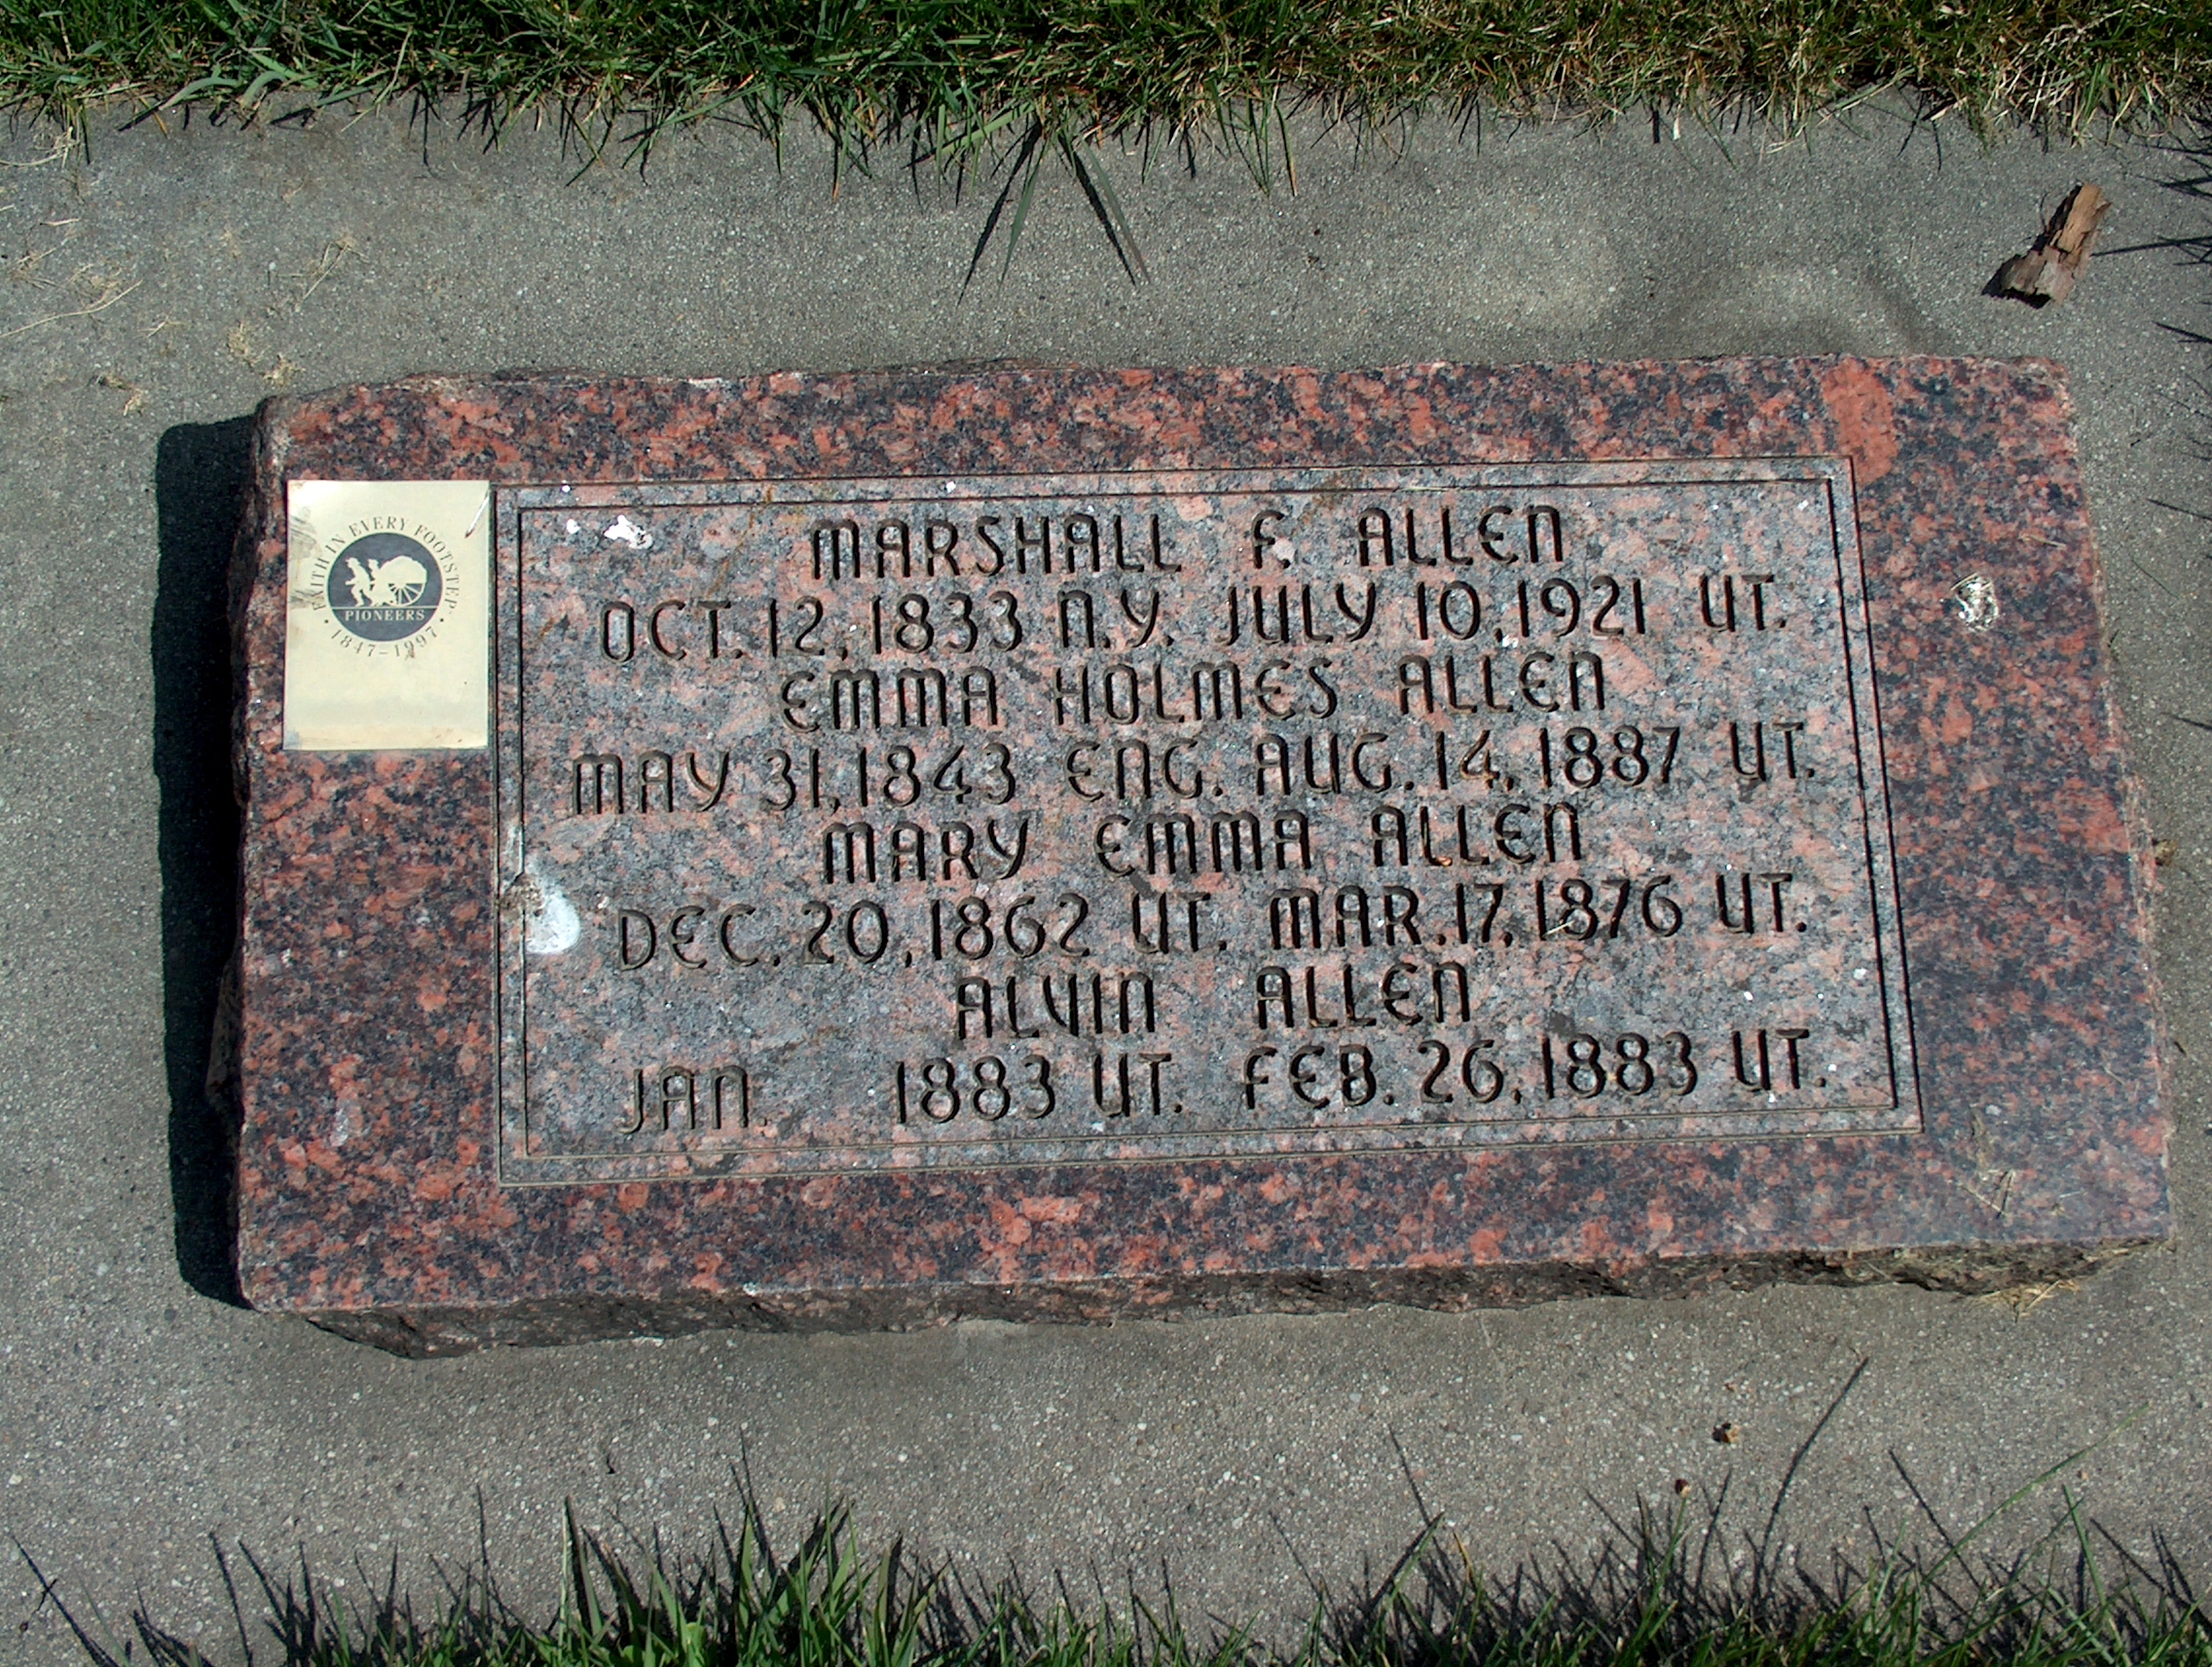 FAITH IN EVERY FOOTSTEP
PIONEERS
• 1847-1997 •
MARSHALL F. ALLEN
OCT. 12, 1833 N.Y. JULY 10, 1921 UT.
EMMA HOLMES ALLEN
MAY 31, 1843 ENG. AUG. 14, 1887 UT.
MARY EMMA ALLEN
DEC. 20, 1862 UT. MAR. 17, 1876 UT.
ALVIN ALLEN
JAN. 1883 UT. FEB. 26, 1883 UT.